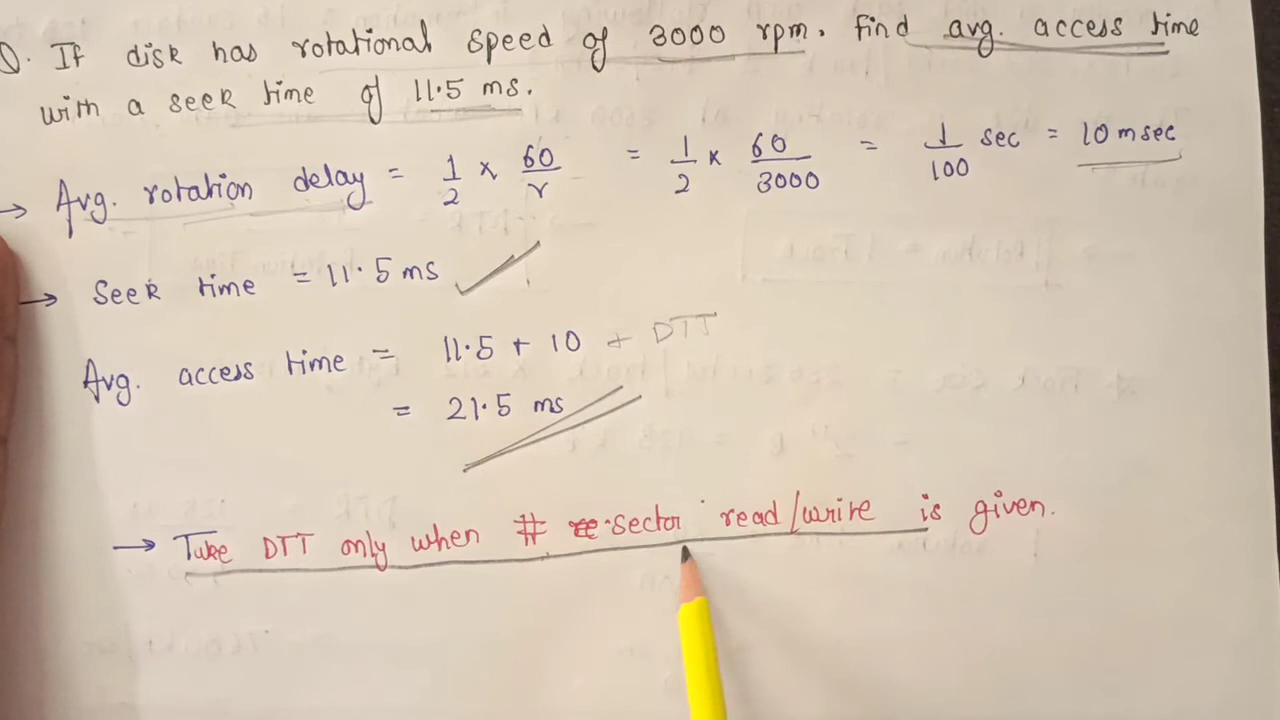 Q. If disk has rotational speed of 3000 rpm. Find avg. access time
with a seek time of 11.5 ms.
→ Avg. rotation delay = 1/2 x 60/r = 1/2 x 60/3000 = 1/100 sec = 10 msec
→ Seek time = 11.5 ms ✓
Avg. access time = 11.5 + 10 + DTT
= 21.5 ms
→ Take DTT only when # sector read/write is given.